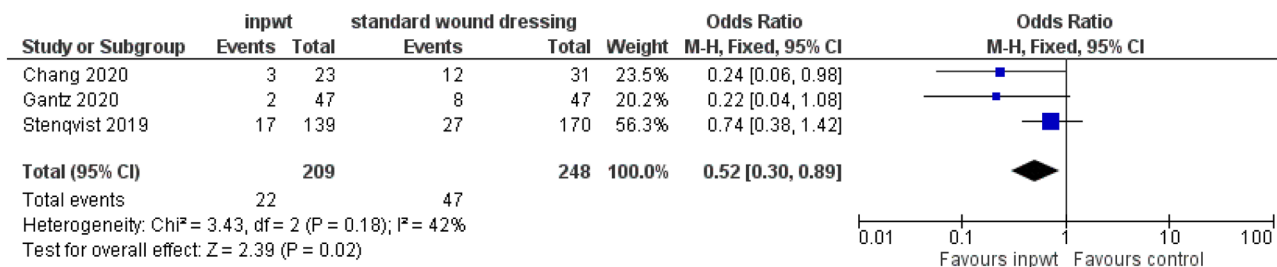 inpwt standard wound dressing Odds Ratio Odds Ratio
Study or Subgroup Events Total Events Total Weight M-H, Fixed, 95% CI M-H, Fixed, 95% CI
Chang 2020 3 23 12 31 23.5% 0.24 [0.06, 0.98]
Gantz 2020 2 47 8 47 20.2% 0.22 [0.04, 1.08]
Stenqvist 2019 17 139 27 170 56.3% 0.74 [0.38, 1.42]
Total (95% CI) 209 248 100.0% 0.52 [0.30, 0.89]
Total events 22 47
Heterogeneity: Chi² = 3.43, df = 2 (P = 0.18); I² = 42%
Test for overall effect: Z = 2.39 (P = 0.02)
0.01 0.1 1 10 100
Favours inpwt Favours control